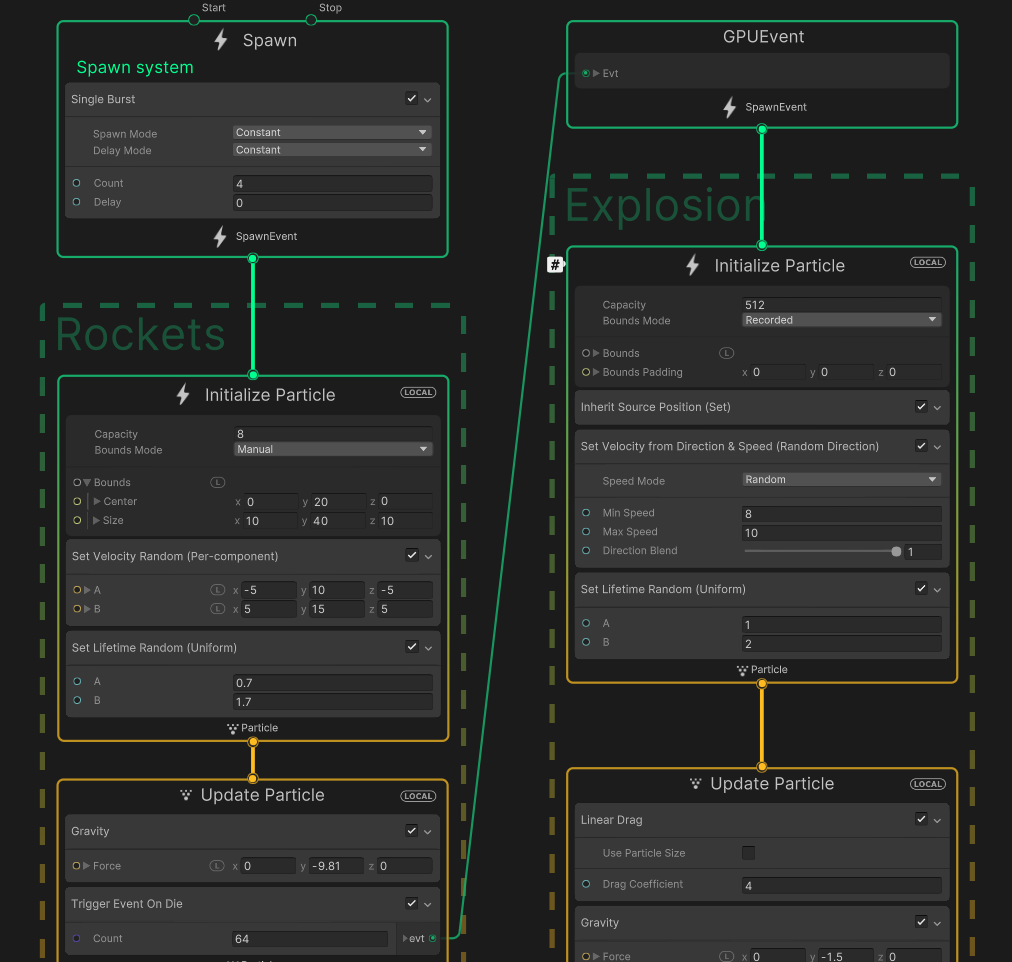 Start Stop
Spawn
Spawn system
Single Burst
Spawn Mode Constant
Delay Mode Constant
Count 4
Delay 0
SpawnEvent
Rockets
Initialize Particle LOCAL
Capacity 8
Bounds Mode Manual
Bounds L
Center x 0 y 20 z 0
Size x 10 y 40 z 10
Set Velocity Random (Per-component)
A L x -5 y 10 z -5
B L x 5 y 15 z 5
Set Lifetime Random (Uniform)
A 0.7
B 1.7
Particle
Update Particle LOCAL
Gravity
Force L x 0 y -9.81 z 0
Trigger Event On Die
Count 64 evt
GPUEvent
Evt
SpawnEvent
Explosion
#
Initialize Particle LOCAL
Capacity 512
Bounds Mode Recorded
Bounds L
Bounds Padding x 0 y 0 z 0
Inherit Source Position (Set)
Set Velocity from Direction & Speed (Random Direction)
Speed Mode Random
Min Speed 8
Max Speed 10
Direction Blend 1
Set Lifetime Random (Uniform)
A 1
B 2
Particle
Update Particle LOCAL
Linear Drag
Use Particle Size
Drag Coefficient 4
Gravity
Force L x 0 y -1.5 z 0